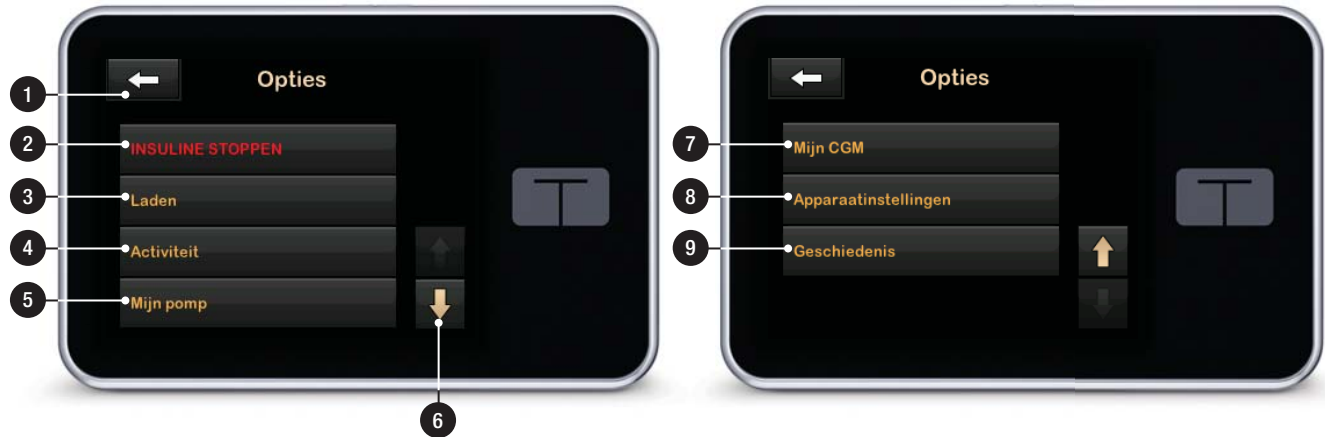 Opties
1
2 INSULINE STOPPEN
3 Laden
4 Activiteit
5 Mijn pomp
6
Opties
7 Mijn CGM
8 Apparaatinstellingen
9 Geschiedenis